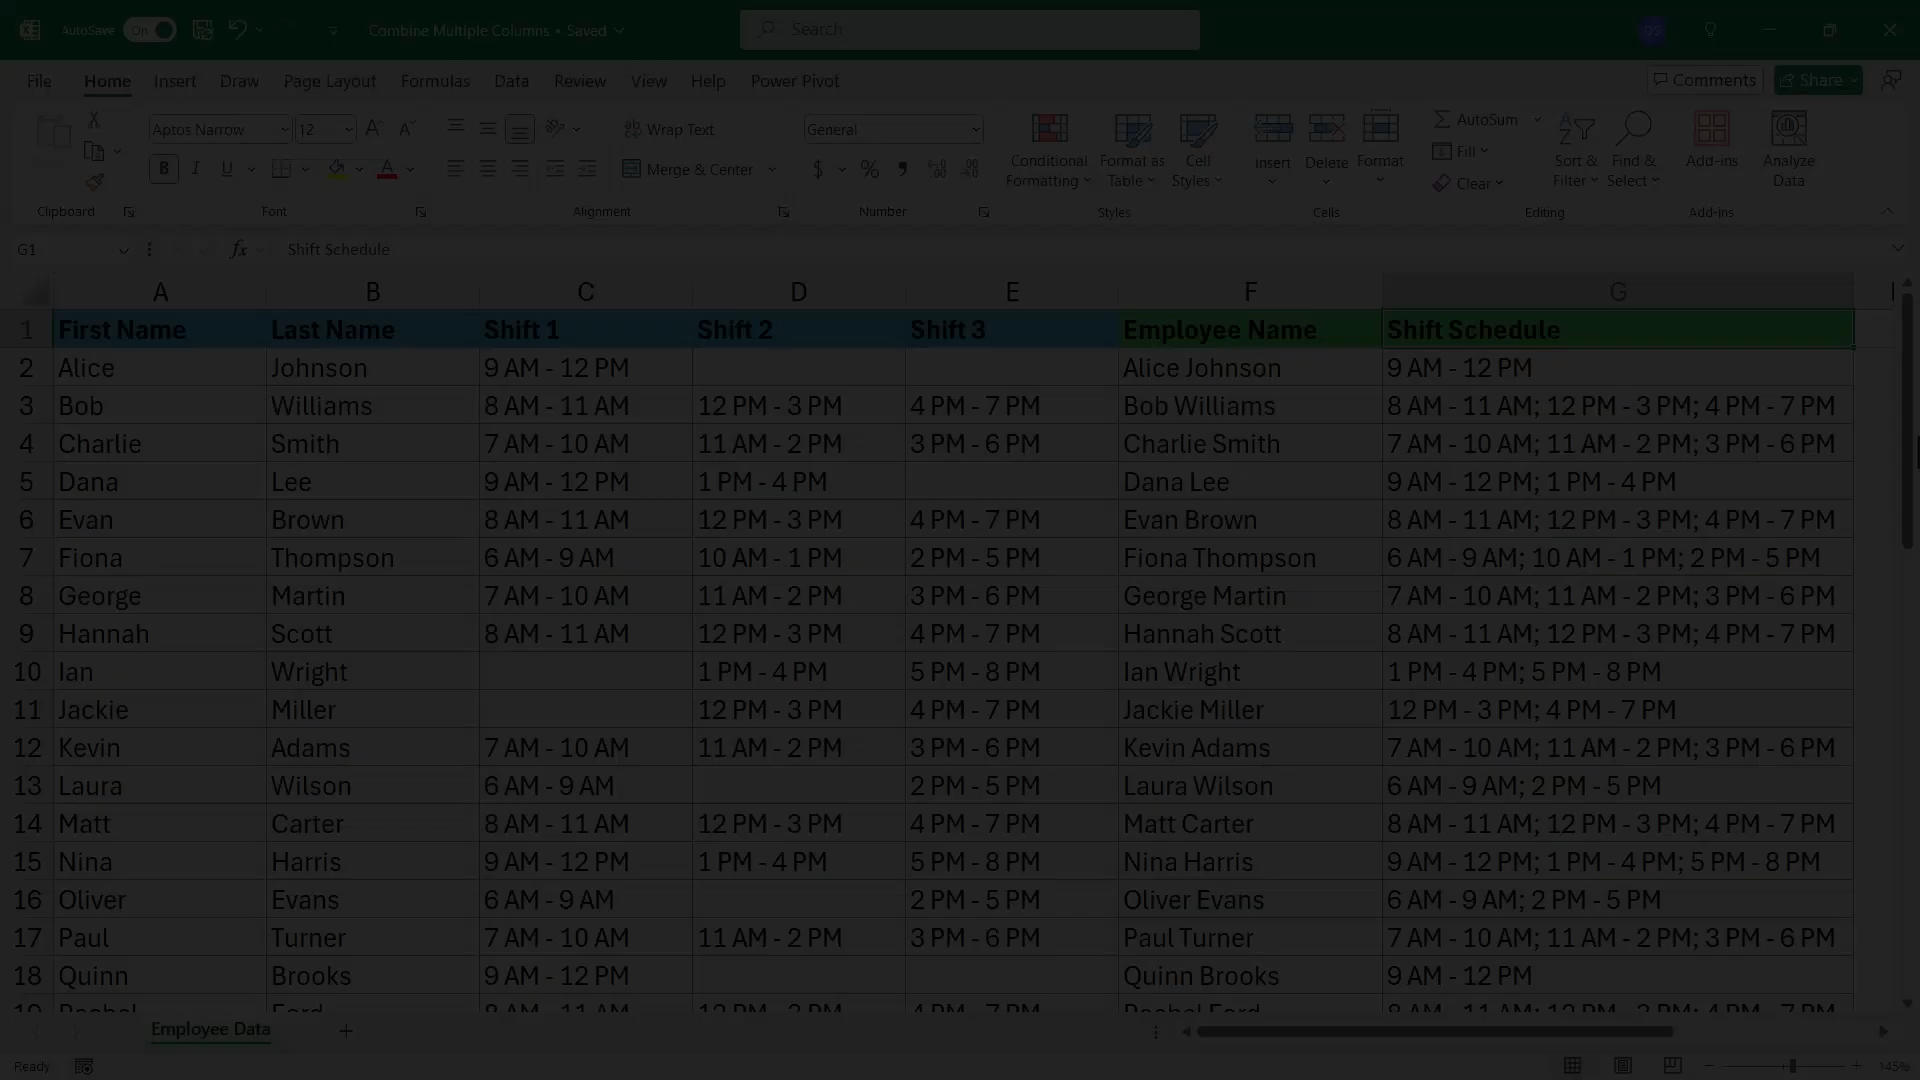 AutoSave On Combine Multiple Columns • Saved Search DS
File Home Insert Draw Page Layout Formulas Data Review View Help Power Pivot Comments Share
Aptos Narrow 12 Wrap Text General Conditional Formatting Format as Table Cell Styles Insert Delete Format AutoSum Fill Clear Sort & Filter Find & Select Add-ins Analyze Data
B I U A Merge & Center $ % ,
Clipboard Font Alignment Number Styles Cells Editing Add-ins
G1 fx Shift Schedule
A B C D E F G
1 First Name Last Name Shift 1 Shift 2 Shift 3 Employee Name Shift Schedule
2 Alice Johnson 9 AM - 12 PM Alice Johnson 9 AM - 12 PM
3 Bob Williams 8 AM - 11 AM 12 PM - 3 PM 4 PM - 7 PM Bob Williams 8 AM - 11 AM; 12 PM - 3 PM; 4 PM - 7 PM
4 Charlie Smith 7 AM - 10 AM 11 AM - 2 PM 3 PM - 6 PM Charlie Smith 7 AM - 10 AM; 11 AM - 2 PM; 3 PM - 6 PM
5 Dana Lee 9 AM - 12 PM 1 PM - 4 PM Dana Lee 9 AM - 12 PM; 1 PM - 4 PM
6 Evan Brown 8 AM - 11 AM 12 PM - 3 PM 4 PM - 7 PM Evan Brown 8 AM - 11 AM; 12 PM - 3 PM; 4 PM - 7 PM
7 Fiona Thompson 6 AM - 9 AM 10 AM - 1 PM 2 PM - 5 PM Fiona Thompson 6 AM - 9 AM; 10 AM - 1 PM; 2 PM - 5 PM
8 George Martin 7 AM - 10 AM 11 AM - 2 PM 3 PM - 6 PM George Martin 7 AM - 10 AM; 11 AM - 2 PM; 3 PM - 6 PM
9 Hannah Scott 8 AM - 11 AM 12 PM - 3 PM 4 PM - 7 PM Hannah Scott 8 AM - 11 AM; 12 PM - 3 PM; 4 PM - 7 PM
10 Ian Wright 1 PM - 4 PM 5 PM - 8 PM Ian Wright 1 PM - 4 PM; 5 PM - 8 PM
11 Jackie Miller 12 PM - 3 PM 4 PM - 7 PM Jackie Miller 12 PM - 3 PM; 4 PM - 7 PM
12 Kevin Adams 7 AM - 10 AM 11 AM - 2 PM 3 PM - 6 PM Kevin Adams 7 AM - 10 AM; 11 AM - 2 PM; 3 PM - 6 PM
13 Laura Wilson 6 AM - 9 AM 2 PM - 5 PM Laura Wilson 6 AM - 9 AM; 2 PM - 5 PM
14 Matt Carter 8 AM - 11 AM 12 PM - 3 PM 4 PM - 7 PM Matt Carter 8 AM - 11 AM; 12 PM - 3 PM; 4 PM - 7 PM
15 Nina Harris 9 AM - 12 PM 1 PM - 4 PM 5 PM - 8 PM Nina Harris 9 AM - 12 PM; 1 PM - 4 PM; 5 PM - 8 PM
16 Oliver Evans 6 AM - 9 AM 2 PM - 5 PM Oliver Evans 6 AM - 9 AM; 2 PM - 5 PM
17 Paul Turner 7 AM - 10 AM 11 AM - 2 PM 3 PM - 6 PM Paul Turner 7 AM - 10 AM; 11 AM - 2 PM; 3 PM - 6 PM
18 Quinn Brooks 9 AM - 12 PM Quinn Brooks 9 AM - 12 PM
19 Rachel Ford 8 AM - 11 AM 12 PM - 3 PM 4 PM - 7 PM Rachel Ford 8 AM - 11 AM; 12 PM - 3 PM; 4 PM - 7 PM
Employee Data
Ready 145%